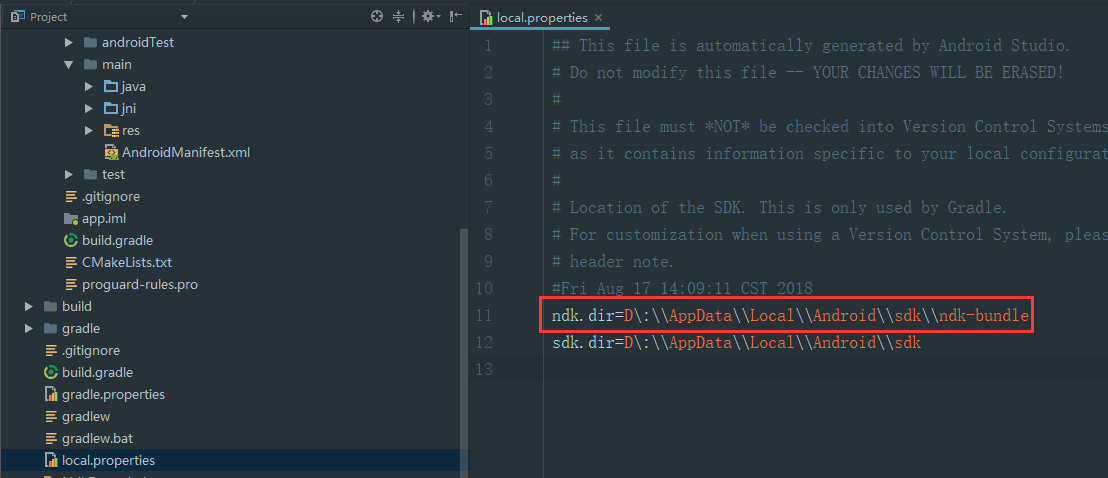 Project
androidTest
main
java
jni
res
AndroidManifest.xml
test
.gitignore
app.iml
build.gradle
CMakeLists.txt
proguard-rules.pro
build
gradle
.gitignore
build.gradle
gradle.properties
gradlew
gradlew.bat
local.properties
local.properties
1 ## This file is automatically generated by Android Studio.
2 # Do not modify this file -- YOUR CHANGES WILL BE ERASED!
3 #
4 # This file must *NOT* be checked into Version Control Systems
5 # as it contains information specific to your local configurat
6 #
7 # Location of the SDK. This is only used by Gradle.
8 # For customization when using a Version Control System, pleas
9 # header note.
10 #Fri Aug 17 14:09:11 CST 2018
11 ndk.dir=D\:\\AppData\\Local\\Android\\sdk\\ndk-bundle
12 sdk.dir=D\:\\AppData\\Local\\Android\\sdk
13